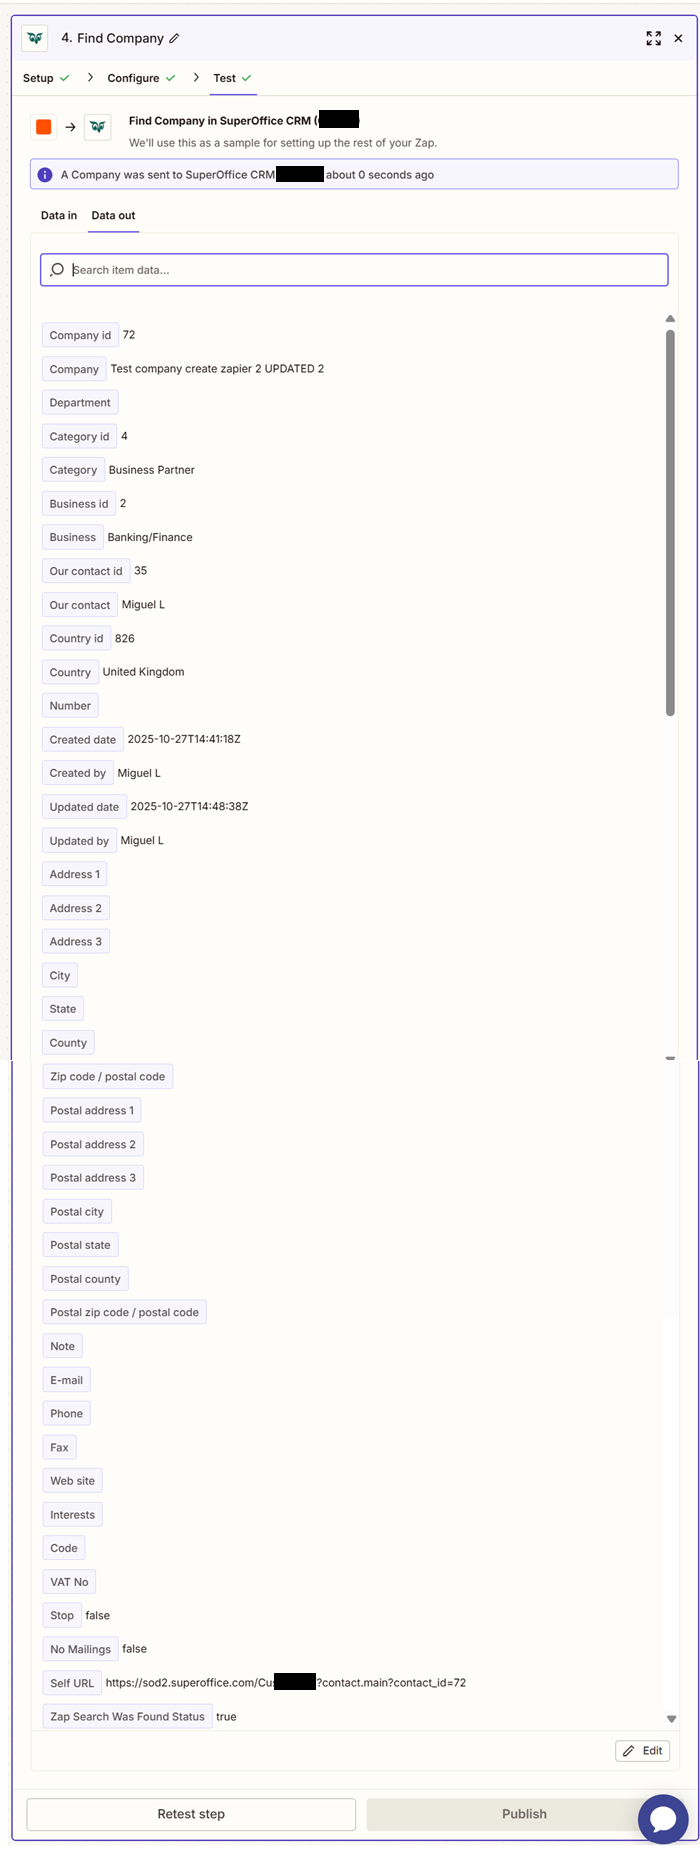 4. Find Company
Setup Configure Test
Find Company in SuperOffice CRM (
We'll use this as a sample for setting up the rest of your Zap.
A Company was sent to SuperOffice CRM about 0 seconds ago
Data in Data out
Search item data...
Company id 72
Company Test company create zapier 2 UPDATED 2
Department
Category id 4
Category Business Partner
Business id 2
Business Banking/Finance
Our contact id 35
Our contact Miguel L
Country id 826
Country United Kingdom
Number
Created date 2025-10-27T14:41:18Z
Created by Miguel L
Updated date 2025-10-27T14:48:38Z
Updated by Miguel L
Address 1
Address 2
Address 3
City
State
County
Zip code / postal code
Postal address 1
Postal address 2
Postal address 3
Postal city
Postal state
Postal county
Postal zip code / postal code
Note
E-mail
Phone
Fax
Web site
Interests
Code
VAT No
Stop false
No Mailings false
Self URL https://sod2.superoffice.com/Cus ?contact.main?contact_id=72
Zap Search Was Found Status true
Edit
Retest step Publish